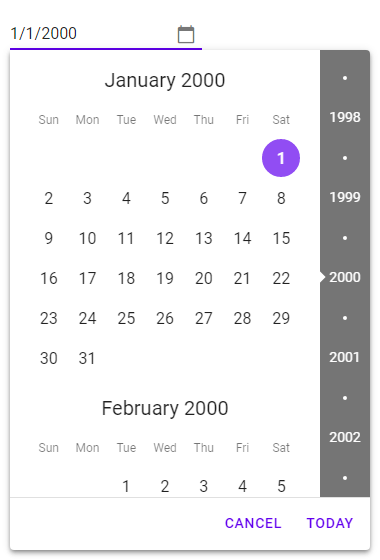 1/1/2000
January 2000
Sun Mon Tue Wed Thu Fri Sat
1
2 3 4 5 6 7 8
9 10 11 12 13 14 15
16 17 18 19 20 21 22
23 24 25 26 27 28 29
30 31
February 2000
Sun Mon Tue Wed Thu Fri Sat
1 2 3 4 5
1998
1999
2000
2001
2002
CANCEL TODAY